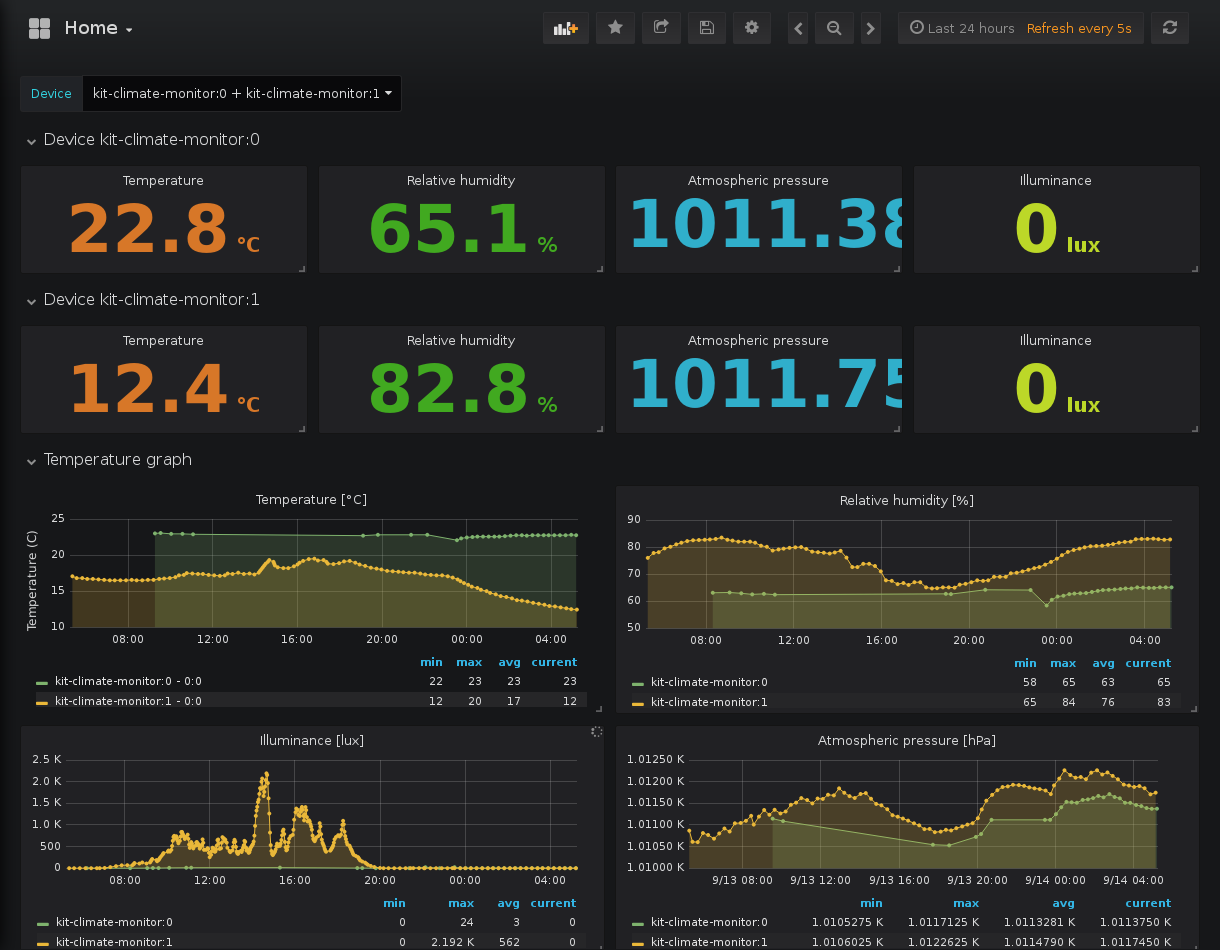 Home
Last 24 hours Refresh every 5s
Device kit-climate-monitor:0 + kit-climate-monitor:1
Device kit-climate-monitor:0
Temperature Relative humidity Atmospheric pressure Illuminance
22.8 °C 65.1 % 1011.38 0 lux
Device kit-climate-monitor:1
Temperature Relative humidity Atmospheric pressure Illuminance
12.4 °C 82.8 % 1011.75 0 lux
Temperature graph
Temperature [°C]
Temperature (C)
25
20
15
10
08:00 12:00 16:00 20:00 00:00 04:00
min max avg current
kit-climate-monitor:0 - 0:0 22 23 23 23
kit-climate-monitor:1 - 0:0 12 20 17 12
Relative humidity [%]
90
80
70
60
50
08:00 12:00 16:00 20:00 00:00 04:00
min max avg current
kit-climate-monitor:0 58 65 63 65
kit-climate-monitor:1 65 84 76 83
Illuminance [lux]
2.5 K
2.0 K
1.5 K
1.0 K
500
0
08:00 12:00 16:00 20:00 00:00 04:00
min max avg current
kit-climate-monitor:0 0 24 3 0
kit-climate-monitor:1 0 2.192 K 562 0
Atmospheric pressure [hPa]
1.01250 K
1.01200 K
1.01150 K
1.01100 K
1.01050 K
1.01000 K
9/13 08:00 9/13 12:00 9/13 16:00 9/13 20:00 9/14 00:00 9/14 04:00
min max avg current
kit-climate-monitor:0 1.0105275 K 1.0117125 K 1.0113281 K 1.0113750 K
kit-climate-monitor:1 1.0106025 K 1.0122625 K 1.0114790 K 1.0117450 K